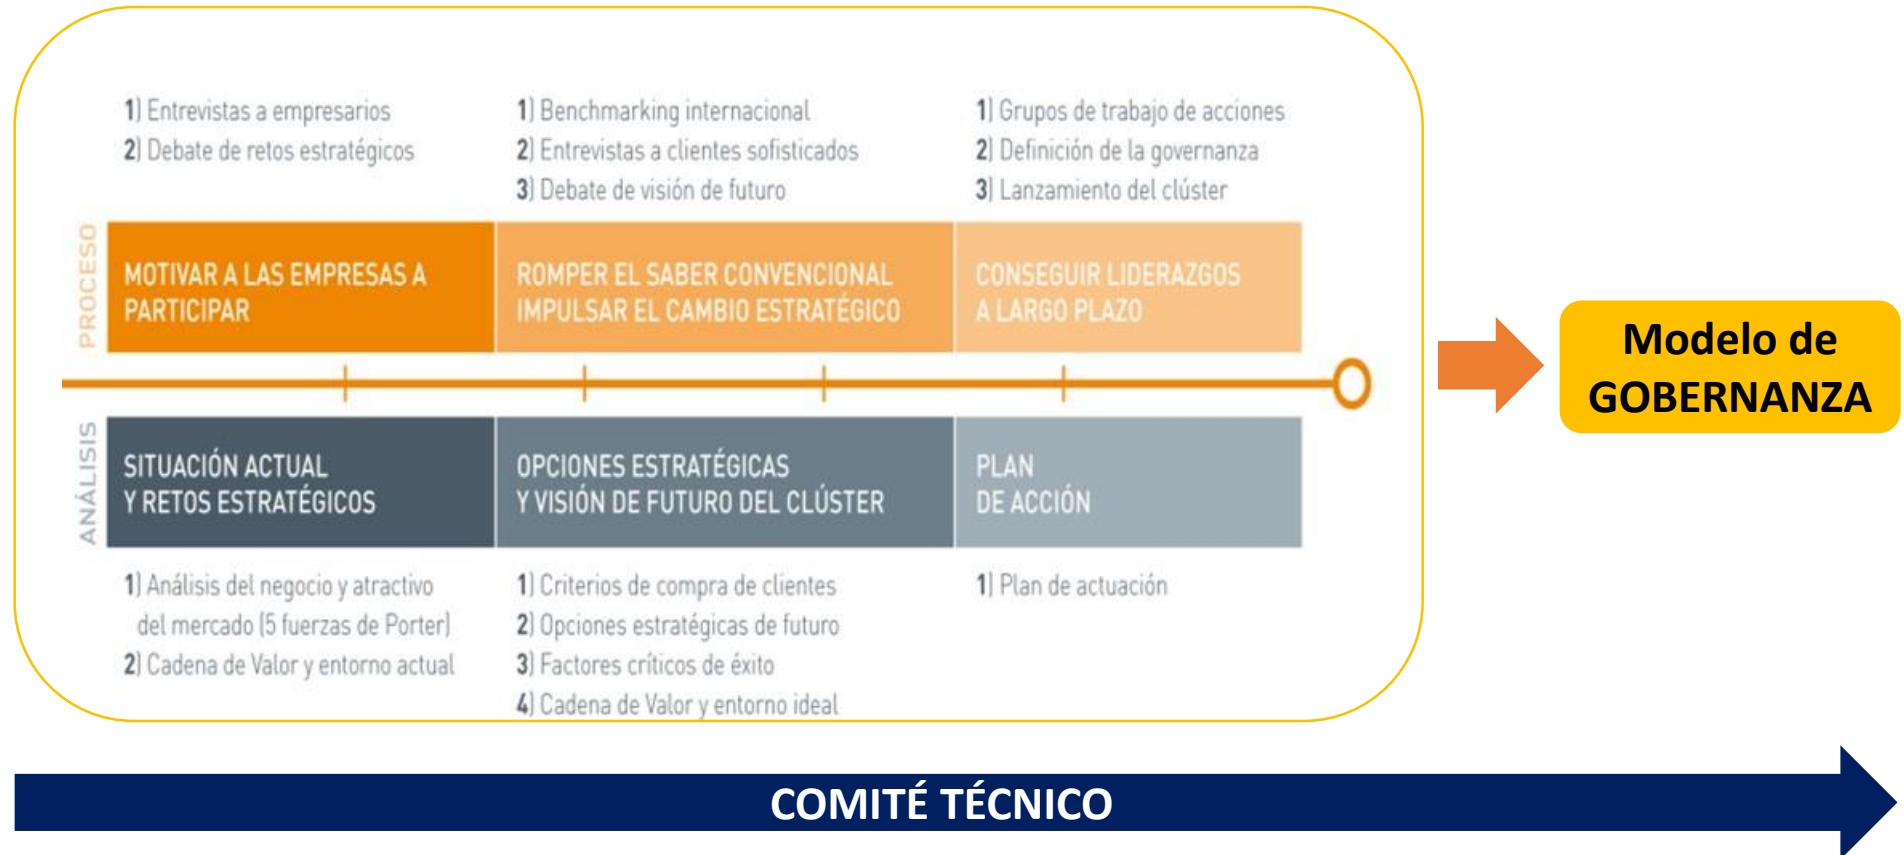 1) Entrevistas a empresarios
2) Debate de retos estratégicos
1) Benchmarking internacional
2) Entrevistas a clientes sofisticados
3) Debate de visión de futuro
1) Grupos de trabajo de acciones
2) Definición de la governanza
3) Lanzamiento del clúster
PROCESO
MOTIVAR A LAS EMPRESAS A
PARTICIPAR
ROMPER EL SABER CONVENCIONAL
IMPULSAR EL CAMBIO ESTRATÉGICO
CONSEGUIR LIDERAZGOS
A LARGO PLAZO
Modelo de
GOBERNANZA
ANÁLISIS
SITUACIÓN ACTUAL
Y RETOS ESTRATÉGICOS
OPCIONES ESTRATÉGICAS
Y VISIÓN DE FUTURO DEL CLÚSTER
PLAN
DE ACCIÓN
1) Análisis del negocio y atractivo
del mercado (5 fuerzas de Porter)
2) Cadena de Valor y entorno actual
1) Criterios de compra de clientes
2) Opciones estratégicas de futuro
3) Factores críticos de éxito
4) Cadena de Valor y entorno ideal
1) Plan de actuación
COMITÉ TÉCNICO